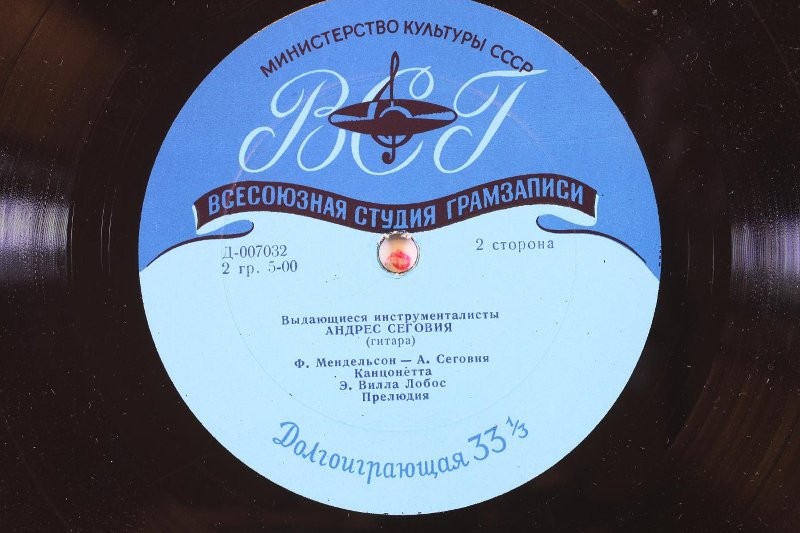 МИНИСТЕРСТВО КУЛЬТУРЫ СССР
ВСГ
ВСЕСОЮЗНАЯ СТУДИЯ ГРАМЗАПИСИ
Д-007032
2 гр. 5-00
2 сторона
Выдающиеся инструменталисты
АНДРЕС СЕГОВИЯ
(гитара)
Ф. Мендельсон — А. Сеговия
Канцонетта
Э. Вилла Лобос
Прелюдия
Долгоиграющая 33 1/3